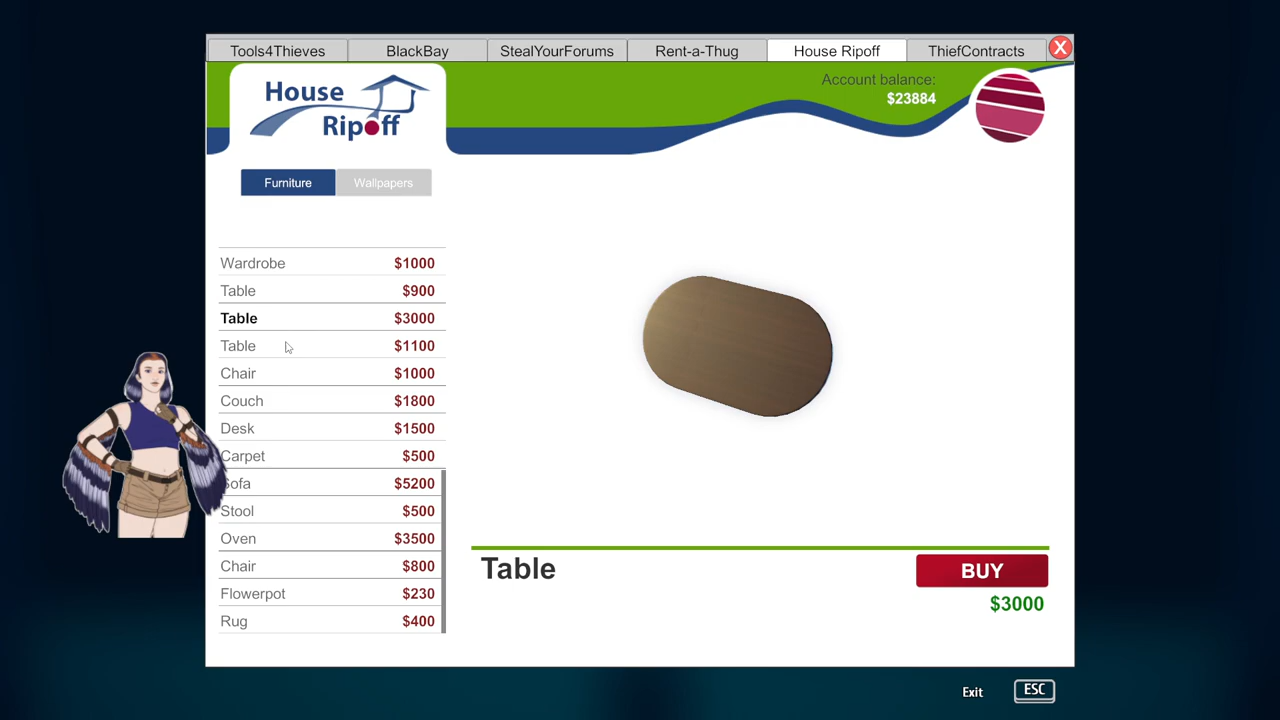 Tools4Thieves BlackBay StealYourForums Rent-a-Thug House Ripoff ThiefContracts X
House
Ripoff
Account balance:
$23884
Furniture Wallpapers
Wardrobe $1000
Table $900
Table $3000
Table $1100
Chair $1000
Couch $1800
Desk $1500
Carpet $500
Sofa $5200
Stool $500
Oven $3500
Chair $800
Flowerpot $230
Rug $400
Table
BUY
$3000
Exit ESC